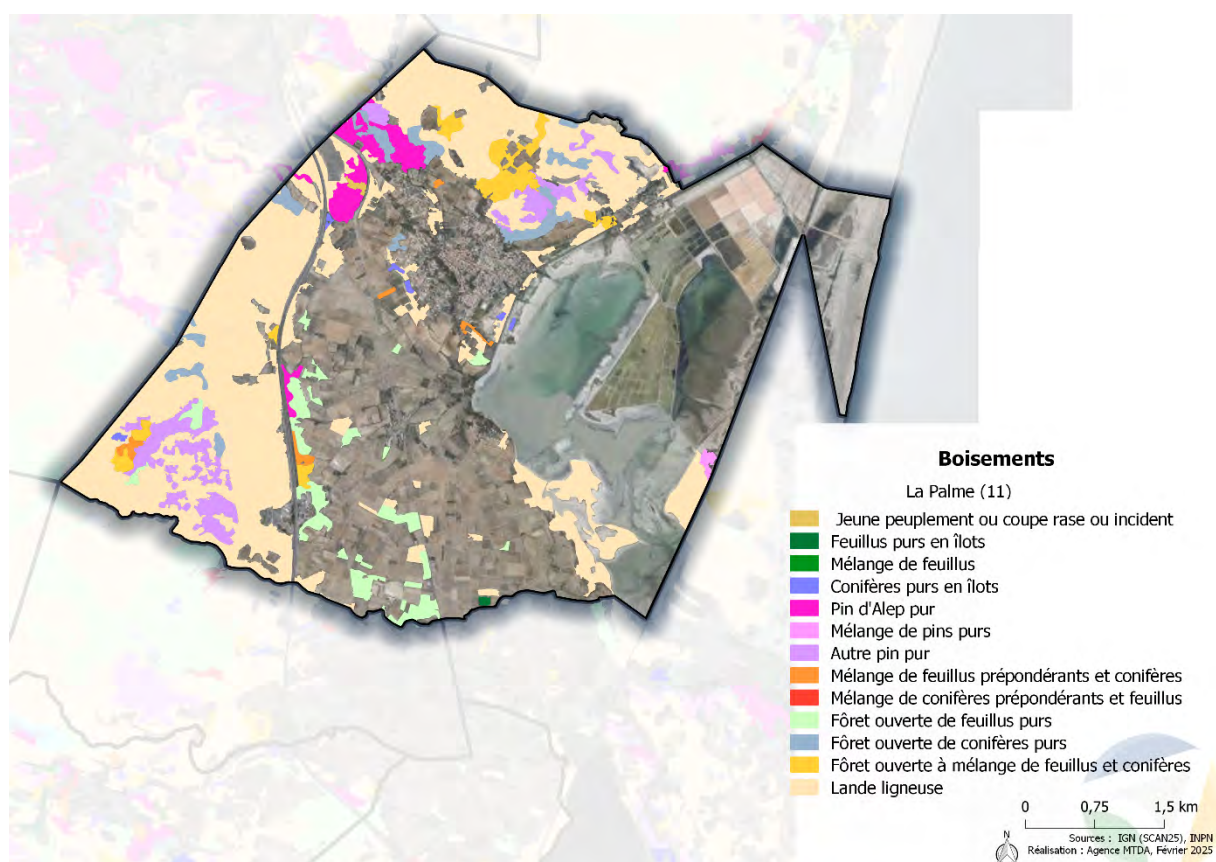 Boisements
La Palme (11)
Jeune peuplement ou coupe rase ou incident
Feuillus purs en îlots
Mélange de feuillus
Conifères purs en îlots
Pin d'Alep pur
Mélange de pins purs
Autre pin pur
Mélange de feuillus prépondérants et conifères
Mélange de conifères prépondérants et feuillus
Fôret ouverte de feuillus purs
Fôret ouverte de conifères purs
Fôret ouverte à mélange de feuillus et conifères
Lande ligneuse
0 0,75 1,5 km
N
Sources : IGN (SCAN25), INPN
Réalisation : Agence MTDA, Février 2025